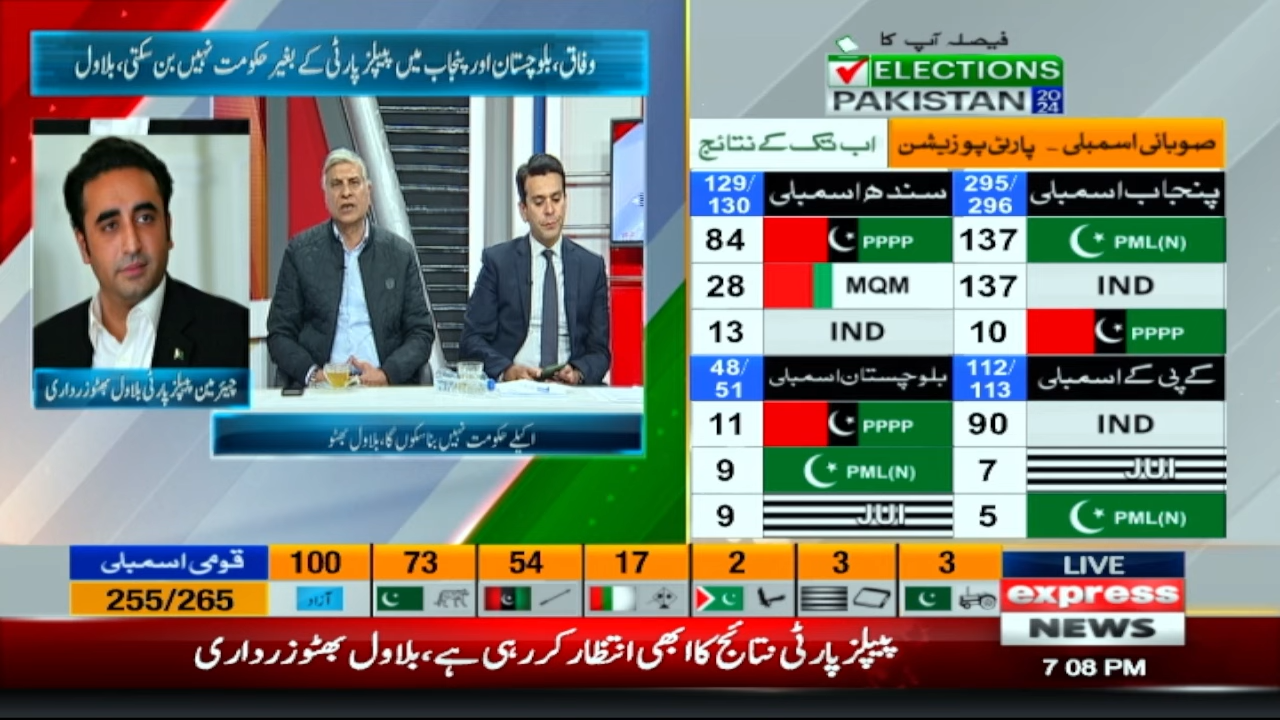 وفاق، بلوچستان اور پنجاب میں پیپلز پارٹی کے بغیر حکومت نہیں بن سکتی، بلاول
چیئرمین پیپلز پارٹی بلاول بھٹو زرداری
اکیلے حکومت نہیں بنا سکوں گا، بلاول بھٹو
فیصلہ آپ کا
ELECTIONS
PAKISTAN 2024
صوبائی اسمبلی - پارٹی پوزیشن
اب تک کے نتائج
پنجاب اسمبلی 295/296
PML(N) 137
IND 137
PPPP 10
سندھ اسمبلی 129/130
PPPP 84
MQM 28
IND 13
کے پی کے اسمبلی 112/113
IND 90
JUI 7
PML(N) 5
بلوچستان اسمبلی 48/51
PPPP 11
PML(N) 9
JUI 9
قومی اسمبلی
255/265
100 آزاد
73
54
17
2
3
3
LIVE
express
NEWS
7:08 PM
پیپلز پارٹی نتائج کا ابھی انتظار کر رہی ہے، بلاول بھٹو زرداری